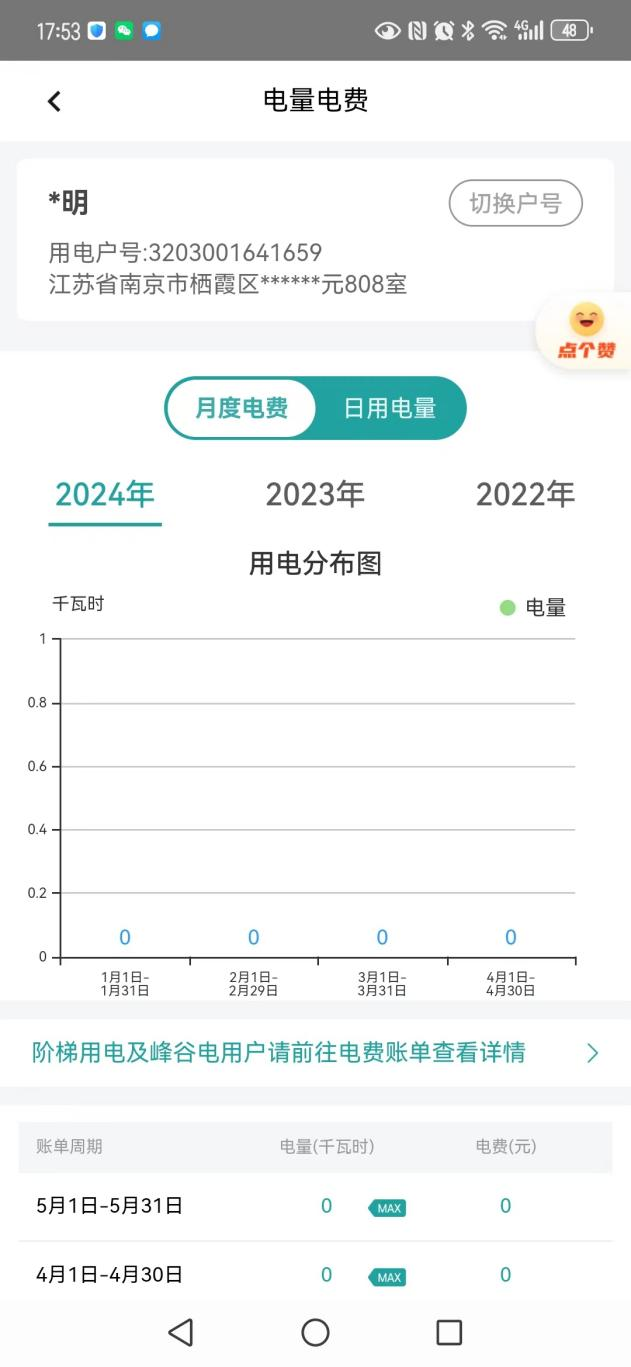 17:53
4G
48
电量电费
*明
切换户号
用电户号:3203001641659
江苏省南京市栖霞区******元808室
点个赞
月度电费 日用电量
2024年 2023年 2022年
用电分布图
千瓦时
电量
1
0.8
0.6
0.4
0.2
0
0 0 0 0
1月1日-
1月31日
2月1日-
2月29日
3月1日-
3月31日
4月1日-
4月30日
阶梯用电及峰谷电用户请前往电费账单查看详情
账单周期 电量(千瓦时) 电费(元)
5月1日-5月31日 0 MAX 0
4月1日-4月30日 0 MAX 0